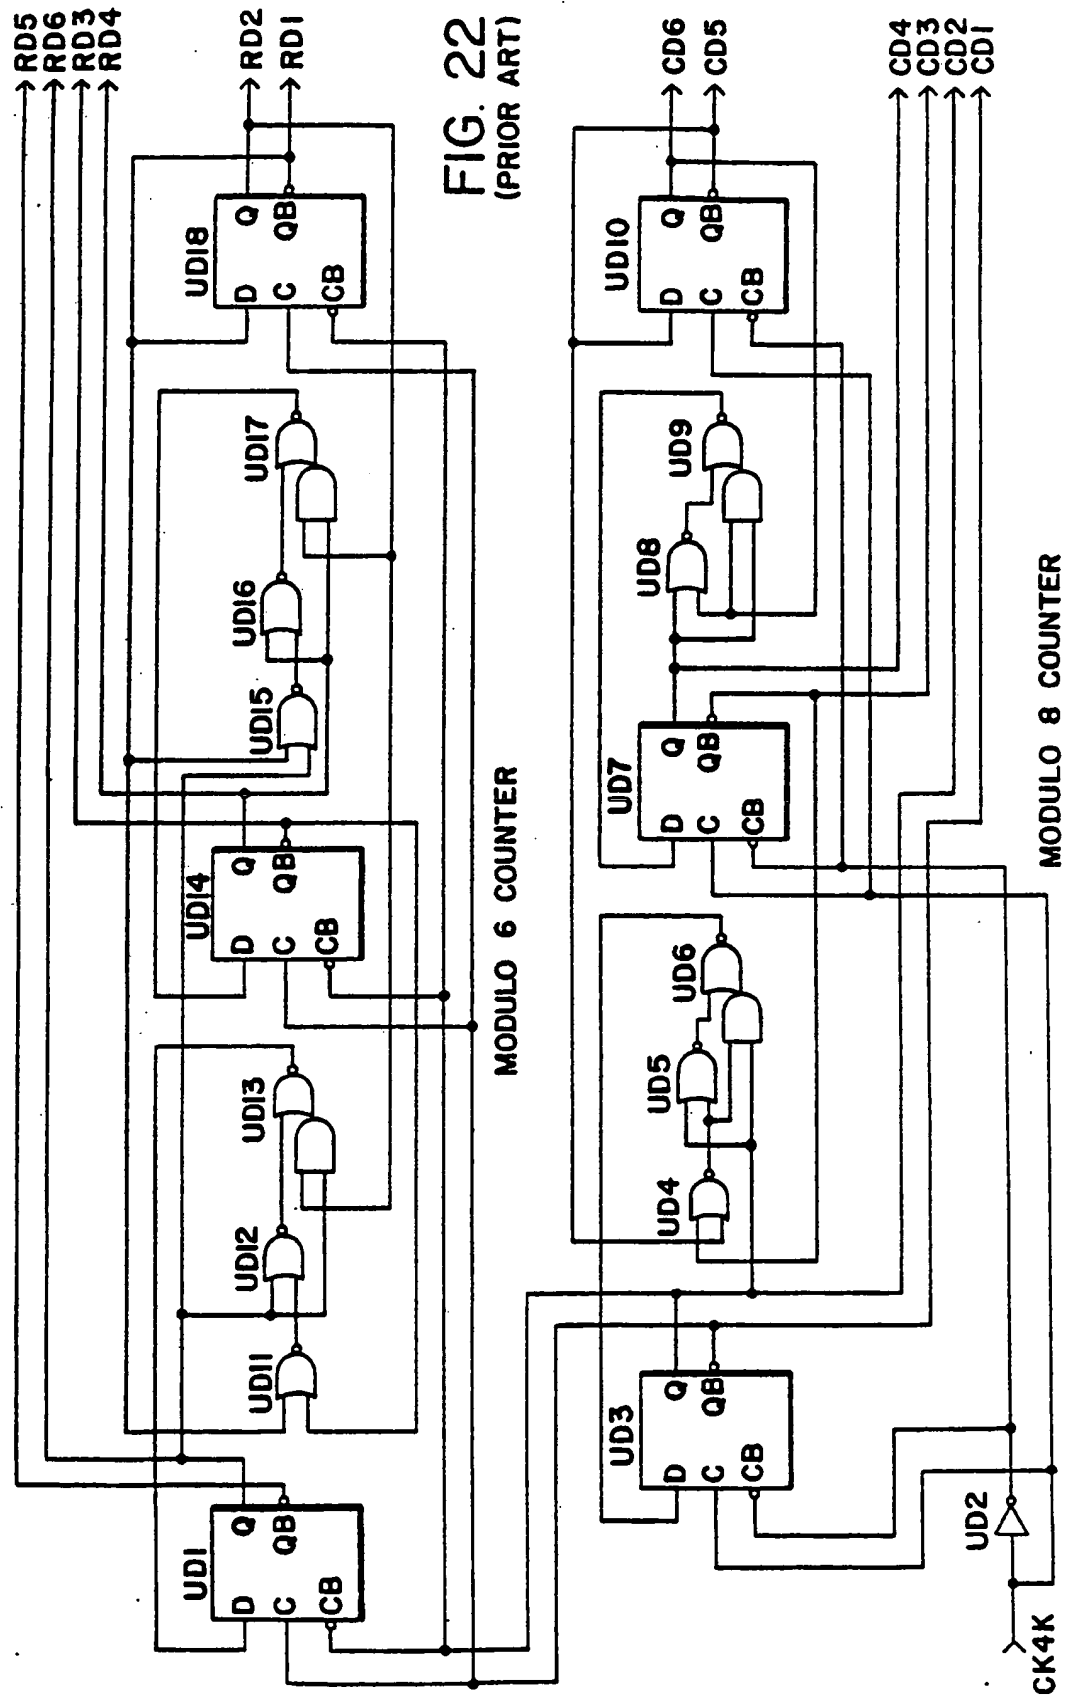 RD5
RD6
RD3
RD4
RD2
RD1
FIG. 22
(PRIOR ART)
CD6
CD5
CD4
CD3
CD2
CD1
UD18
Q
QB
D
C
CB
UD10
Q
QB
D
C
CB
UD17
UD16
UD15
UD9
UD8
UD14
Q
QB
D
C
CB
UD7
Q
QB
D
C
CB
MODULO 6 COUNTER
MODULO 8 COUNTER
UD13
UD12
UD11
UD6
UD5
UD4
UD1
Q
QB
D
C
CB
UD3
Q
QB
D
C
CB
UD2
CK4K